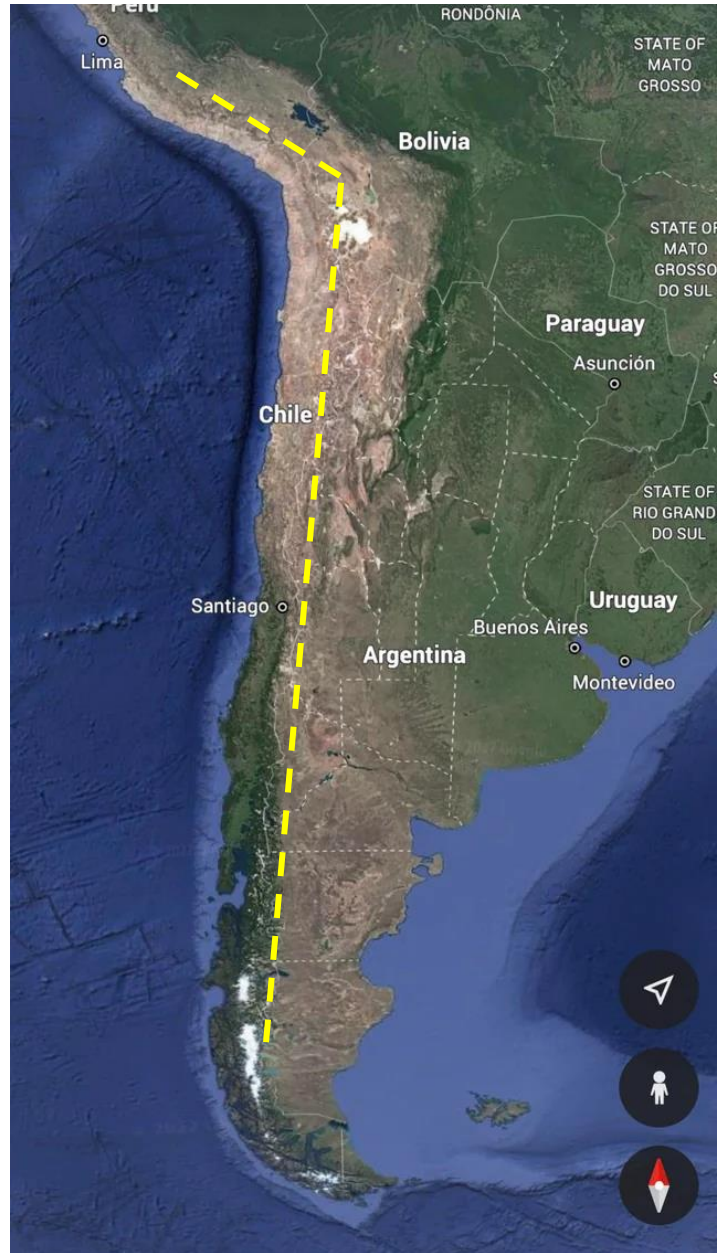 Peru
RONDÔNIA
Lima
STATE OF
MATO
GROSSO
Bolivia
STATE OF
MATO
GROSSO
DO SUL
Paraguay
Asunción
Chile
STATE OF
RIO GRAND
DO SUL
Santiago
Uruguay
Buenos Aires
Argentina
Montevideo